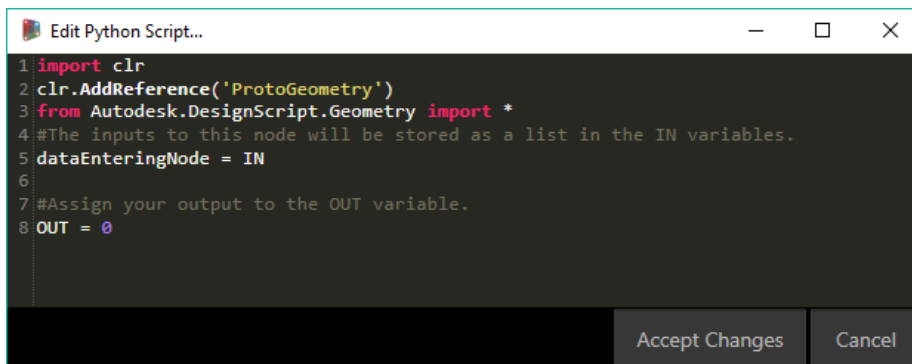 Edit Python Script...
1 import clr
2 clr.AddReference('ProtoGeometry')
3 from Autodesk.DesignScript.Geometry import *
4 #The inputs to this node will be stored as a list in the IN variables.
5 dataEnteringNode = IN
6
7 #Assign your output to the OUT variable.
8 OUT = 0
Accept Changes Cancel